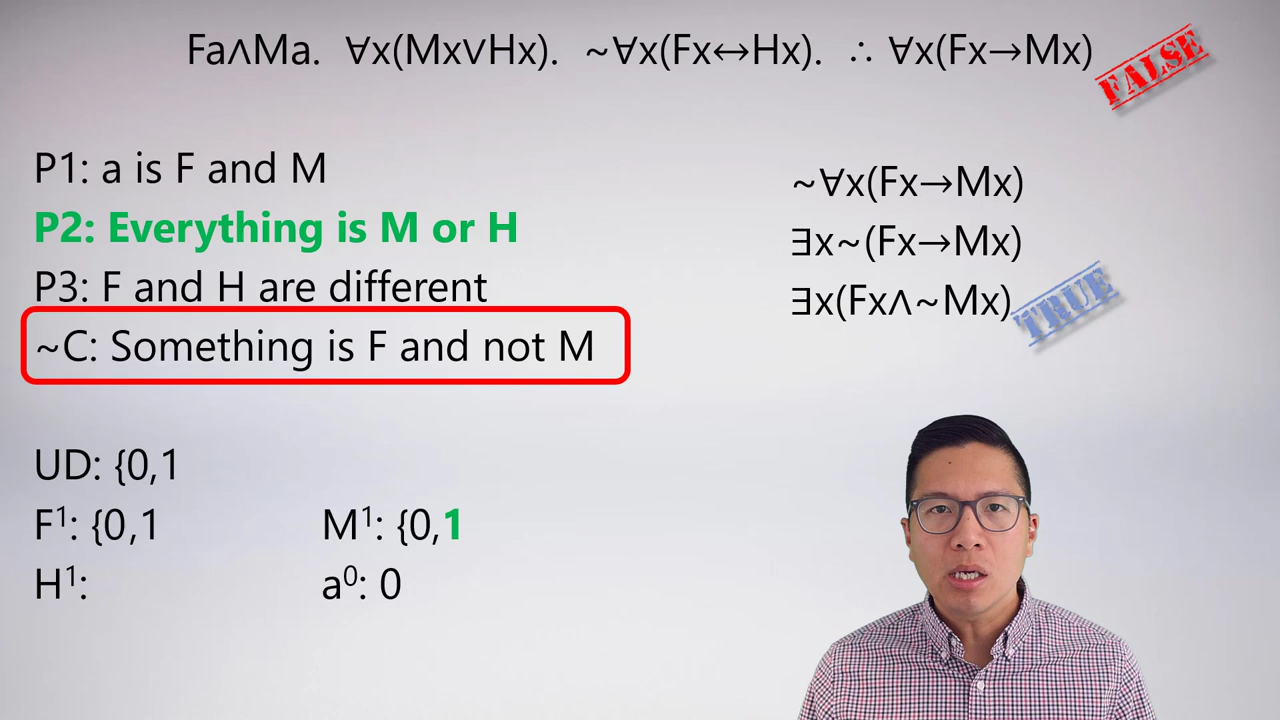 Fa∧Ma. ∀x(Mx∨Hx). ~∀x(Fx↔Hx). ∴ ∀x(Fx→Mx)
FALSE
P1: a is F and M
P2: Everything is M or H
P3: F and H are different
~C: Something is F and not M
~∀x(Fx→Mx)
∃x~(Fx→Mx)
∃x(Fx∧~Mx)
TRUE
UD: {0,1
F¹: {0,1 M¹: {0,1
H¹: a⁰: 0